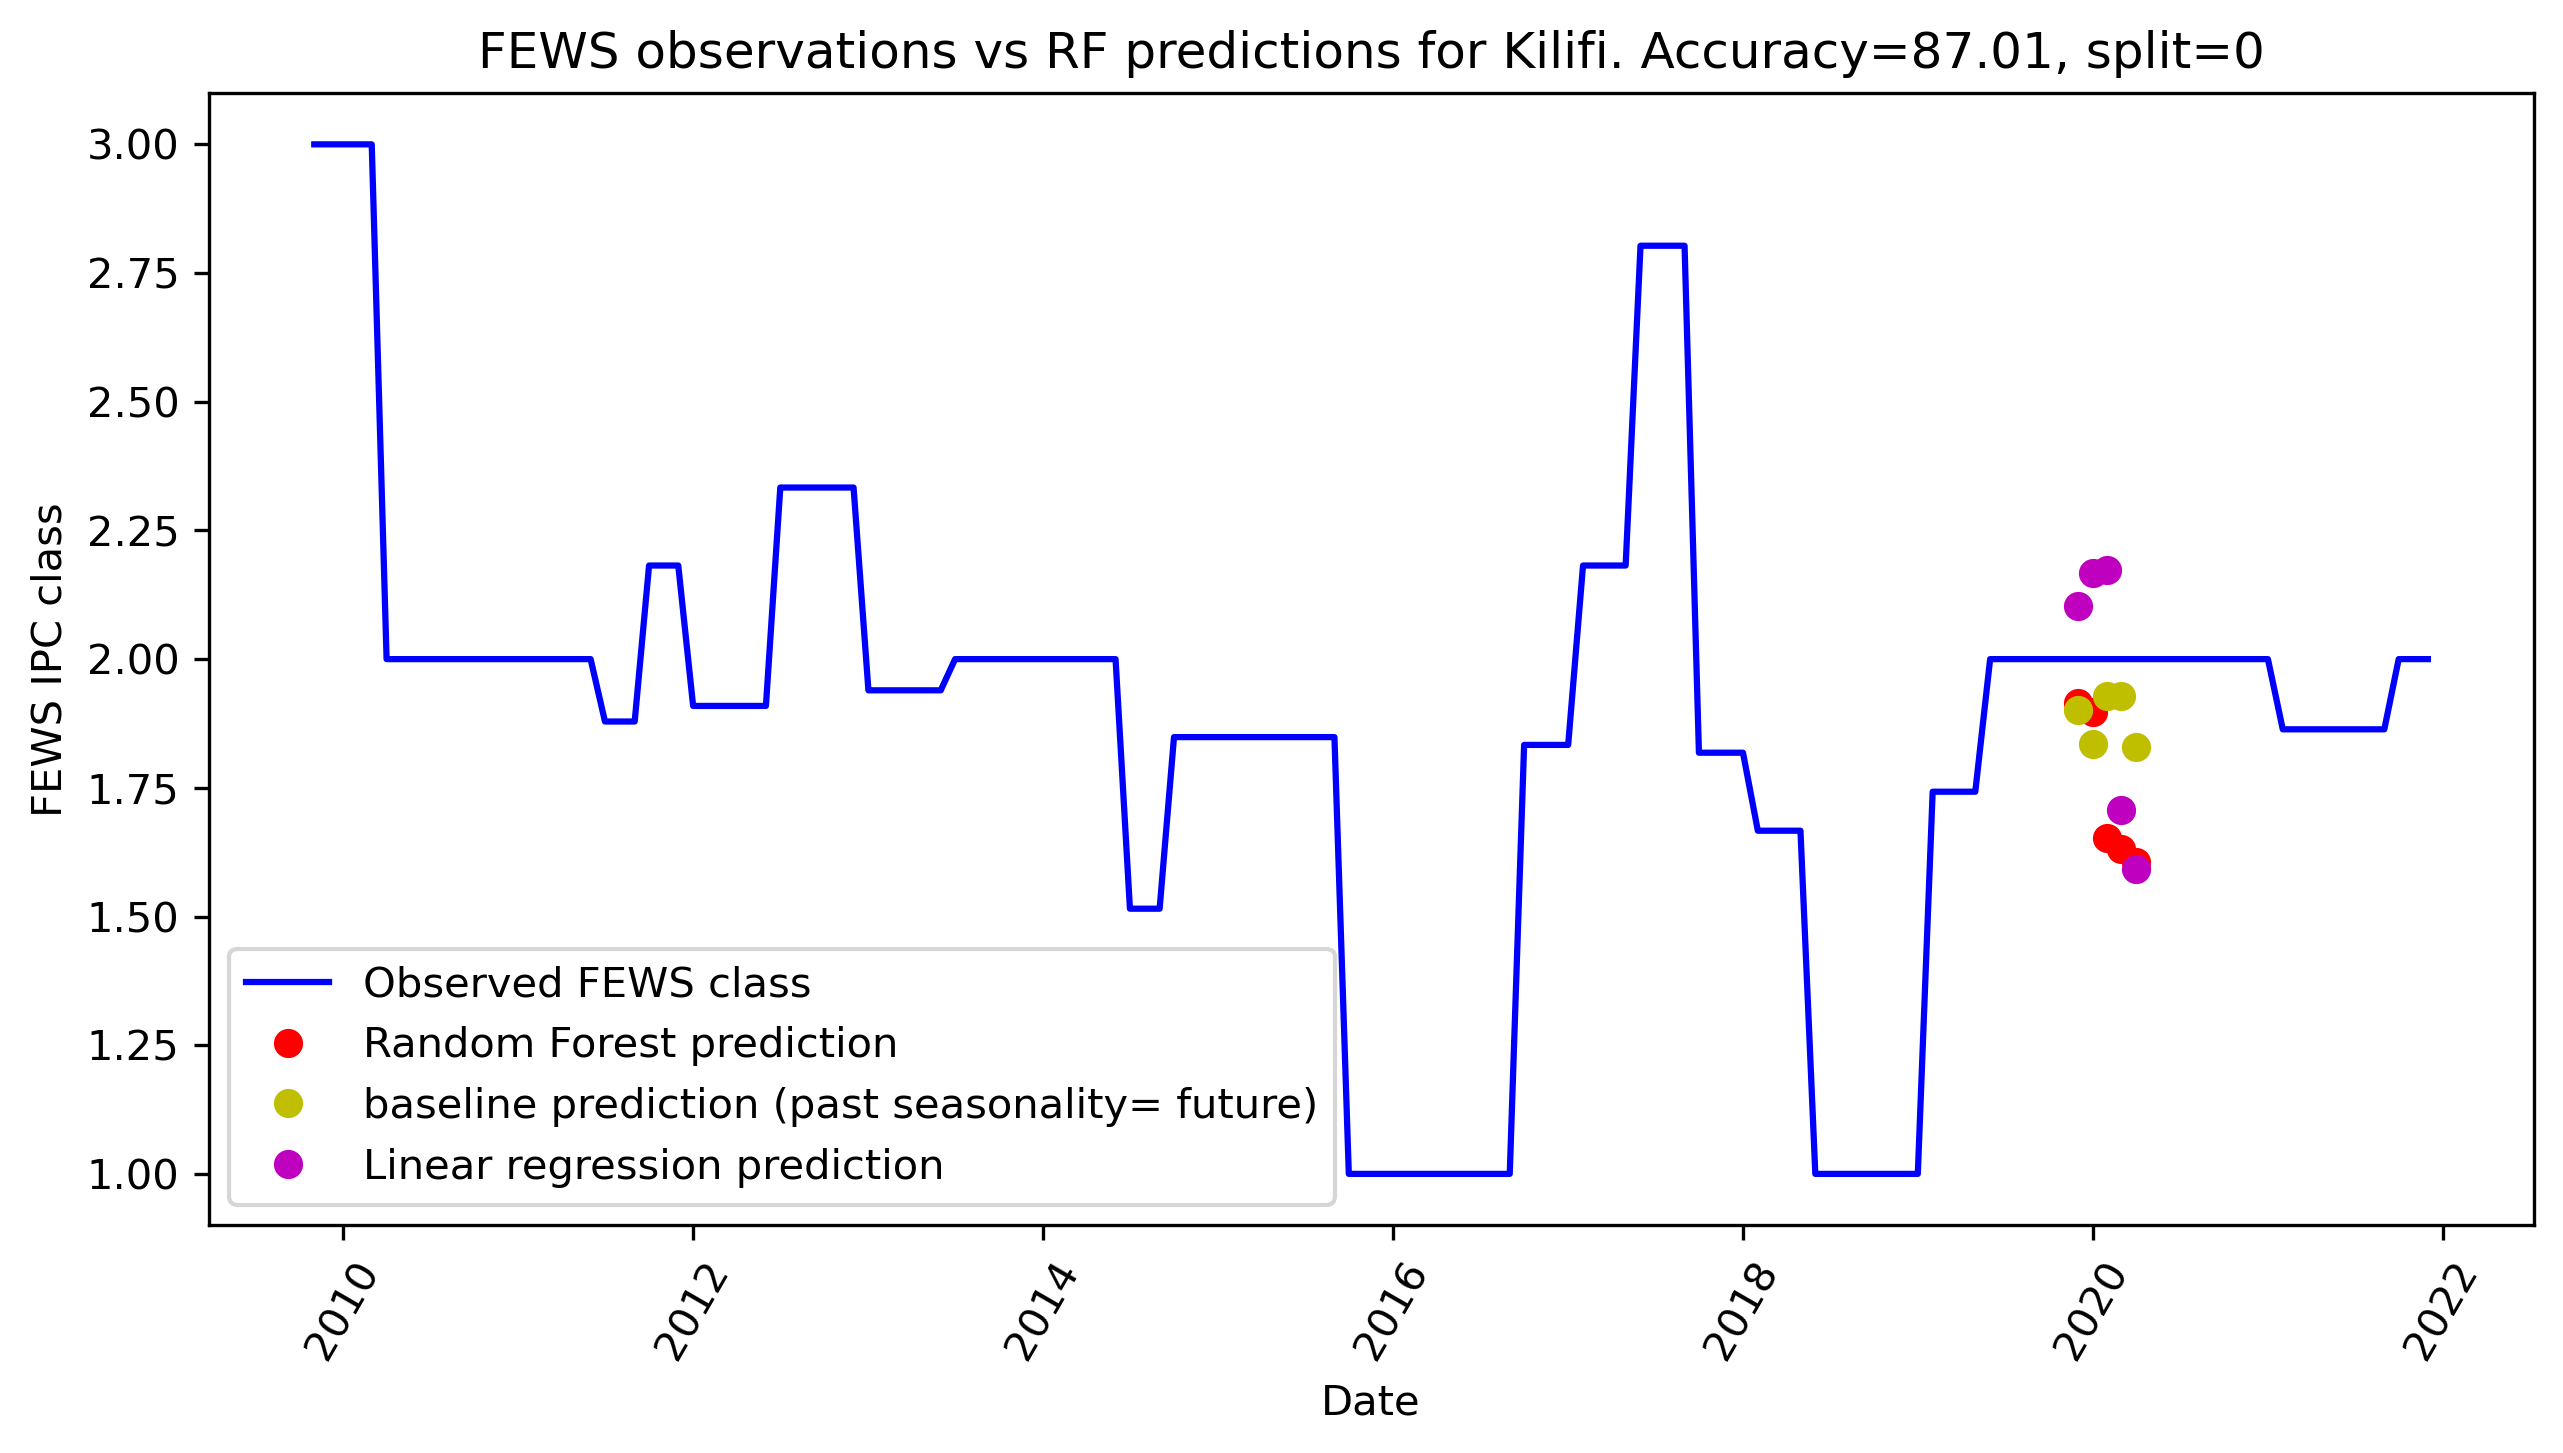 FEWS observations vs RF predictions for Kilifi. Accuracy=87.01, split=0
FEWS IPC class
3.00
2.75
2.50
2.25
2.00
1.75
1.50
1.25
1.00
Observed FEWS class
Random Forest prediction
baseline prediction (past seasonality= future)
Linear regression prediction
2010
2012
2014
2016
2018
2020
2022
Date